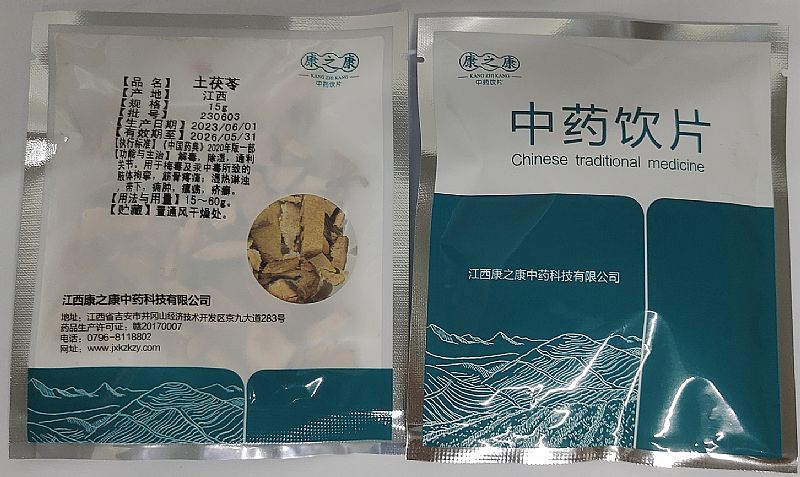 康之康
KANG ZHI KANG
中药饮片
【品名】 土茯苓
【产地】 江西
【规格】 15g
【批号】 230603
【生产日期】2023/06/01
【有效期至】2026/05/31
【执行标准】《中国药典》2020年版一部
【功能与主治】解毒，除湿，通利
关节。用于梅毒及汞中毒所致的
肢体拘挛，筋骨疼痛；湿热淋浊
，带下，痈肿，瘰疬，疥癣。
【用法与用量】15～60g。
【贮藏】置通风干燥处。
江西康之康中药科技有限公司
地址：江西省吉安市井冈山经济技术开发区京九大道283号
药品生产许可证：赣20170007
电话：0796-8118802
网址：www.jxkzkzy.com
康之康
KANG ZHI KANG
中药饮片
中药饮片
Chinese traditional medicine
江西康之康中药科技有限公司